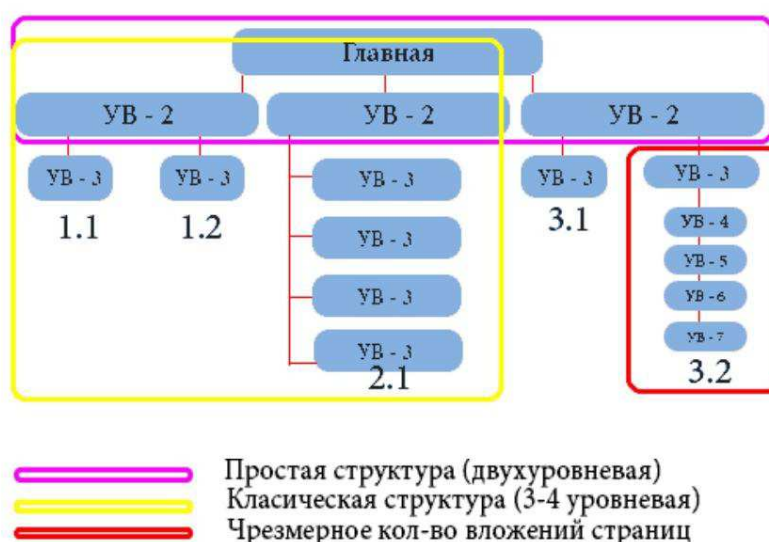 Главная
УВ - 2 УВ - 2 УВ - 2
УВ - 3 УВ - 3 УВ - 3 УВ - 3 УВ - 3
1.1 1.2 3.1
УВ - 4
УВ - 3
УВ - 5
УВ - 3
УВ - 6
УВ - 3
УВ - 7
2.1 3.2
Простая структура (двухуровневая)
Класическая структура (3-4 уровневая)
Чрезмерное кол-во вложений страниц